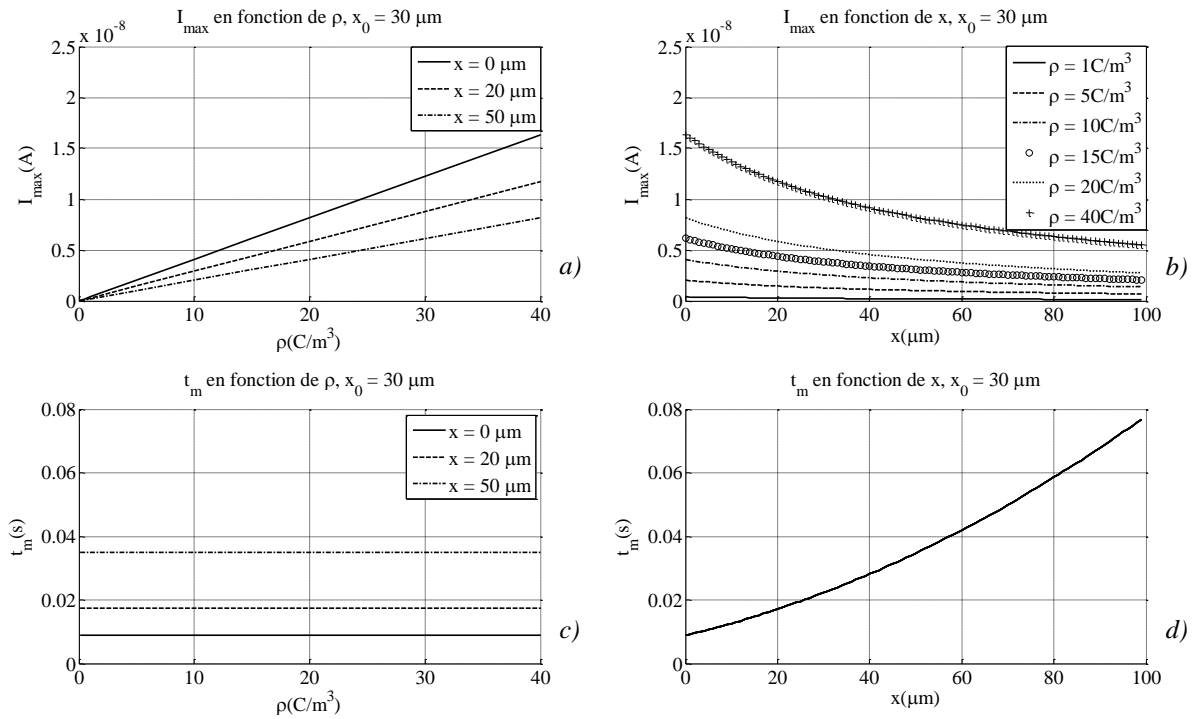 I_max en fonction de ρ, x_0 = 30 μm
x 10^-8
2.5
2
1.5
1
0.5
0
I_max(A)
0 10 20 30 40
ρ(C/m^3)
x = 0 μm
x = 20 μm
x = 50 μm
a)
I_max en fonction de x, x_0 = 30 μm
x 10^-8
2.5
2
1.5
1
0.5
0
I_max(A)
0 20 40 60 80 100
x(μm)
ρ = 1C/m^3
ρ = 5C/m^3
ρ = 10C/m^3
ρ = 15C/m^3
ρ = 20C/m^3
ρ = 40C/m^3
b)
t_m en fonction de ρ, x_0 = 30 μm
0.08
0.06
0.04
0.02
0
t_m(s)
0 10 20 30 40
ρ(C/m^3)
x = 0 μm
x = 20 μm
x = 50 μm
c)
t_m en fonction de x, x_0 = 30 μm
0.08
0.06
0.04
0.02
0
t_m(s)
0 20 40 60 80 100
x(μm)
d)